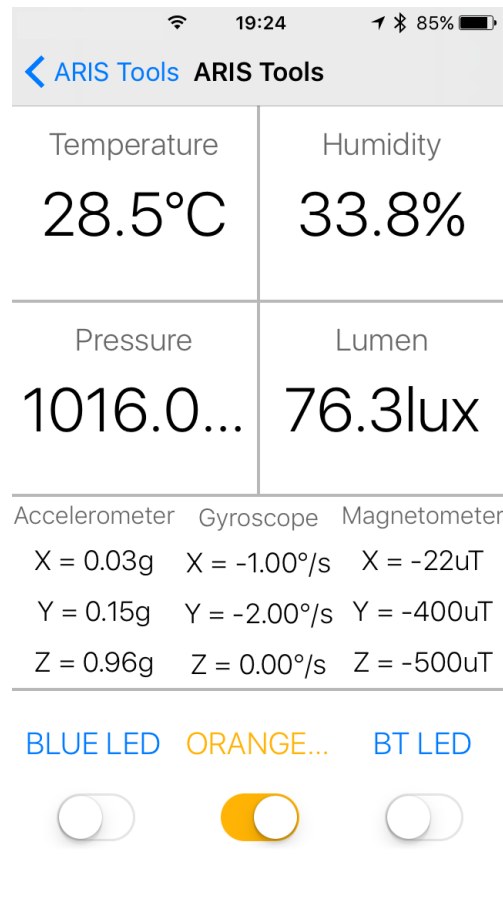 19:24 85%
ARIS Tools ARIS Tools
Temperature Humidity
28.5°C 33.8%
Pressure Lumen
1016.0... 76.3lux
Accelerometer Gyroscope Magnetometer
X = 0.03g X = -1.00°/s X = -22uT
Y = 0.15g Y = -2.00°/s Y = -400uT
Z = 0.96g Z = 0.00°/s Z = -500uT
BLUE LED ORANGE... BT LED